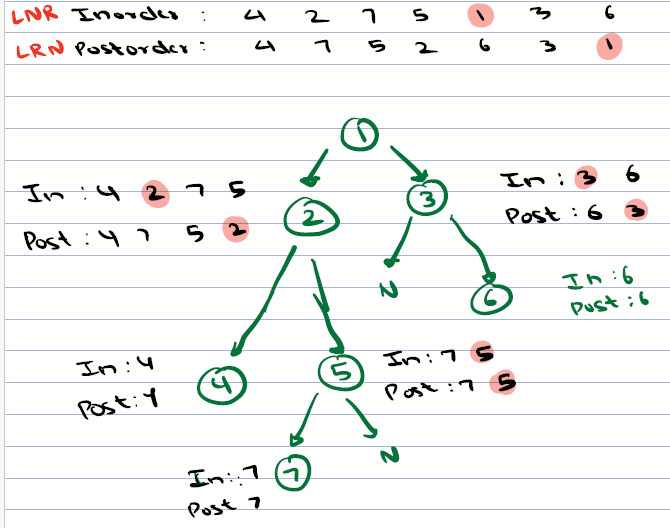 LNR Inorder : 4 2 7 5 1 3 6
LRN Postorder : 4 7 5 2 6 3 1
1
In : 4 2 7 5
Post : 4 7 5 2
2
3
In : 3 6
Post : 6 3
N
6
In : 6
Post : 6
In : 4
Post : 4
4
5
In : 7 5
Post : 7 5
In : 7
Post 7
7
N